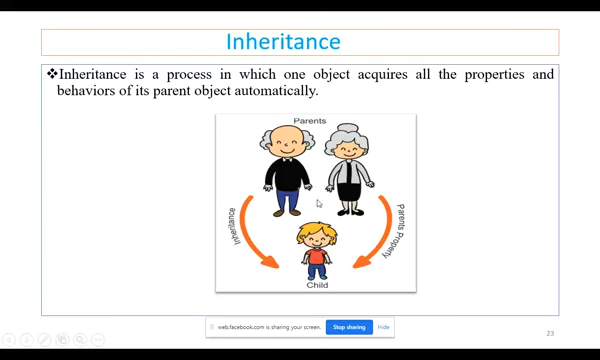 Inheritance
❖Inheritance is a process in which one object acquires all the properties and
behaviors of its parent object automatically.
Parents
Inheritance
Parents Property
Child
web.facebook.com is sharing your screen.
Stop sharing
Hide
23